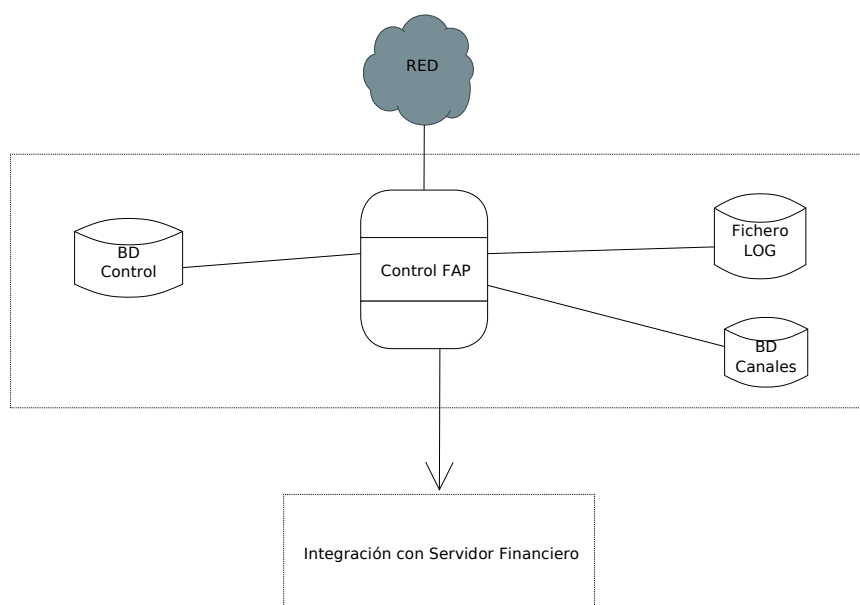 RED
BD
Control
Control FAP
Fichero
LOG
BD
Canales
Integración con Servidor Financiero